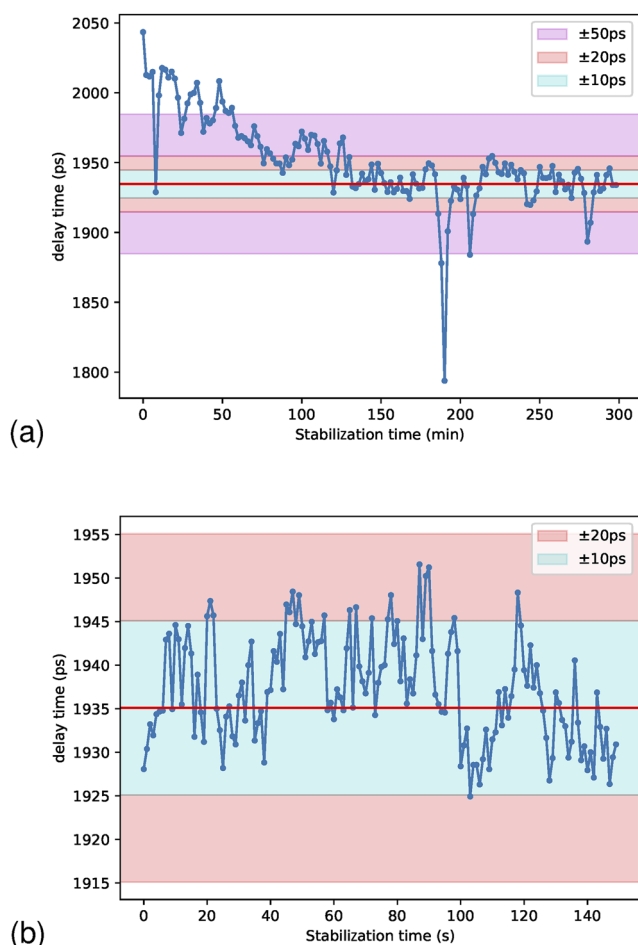 2050
2000
1950
1900
1850
1800
delay time (ps)
±50ps
±20ps
±10ps
0 50 100 150 200 250 300
Stabilization time (min)
(a)
1955
1950
1945
1940
1935
1930
1925
1920
1915
delay time (ps)
±20ps
±10ps
0 20 40 60 80 100 120 140
Stabilization time (s)
(b)